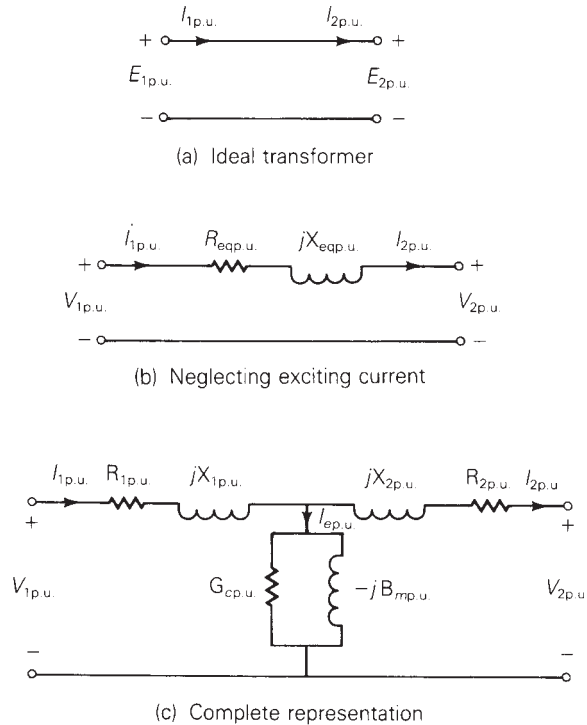 I1p.u. I2p.u.
+ +
E1p.u. E2p.u.
− −
(a) Ideal transformer
I1p.u. Reqp.u. jXeqp.u. I2p.u.
+ +
V1p.u. V2p.u.
− −
(b) Neglecting exciting current
I1p.u. R1p.u. jX1p.u. jX2p.u. R2p.u. I2p.u
+ +
Iep.u.
V1p.u. Gcp.u. −jBmp.u. V2p.u
− −
(c) Complete representation